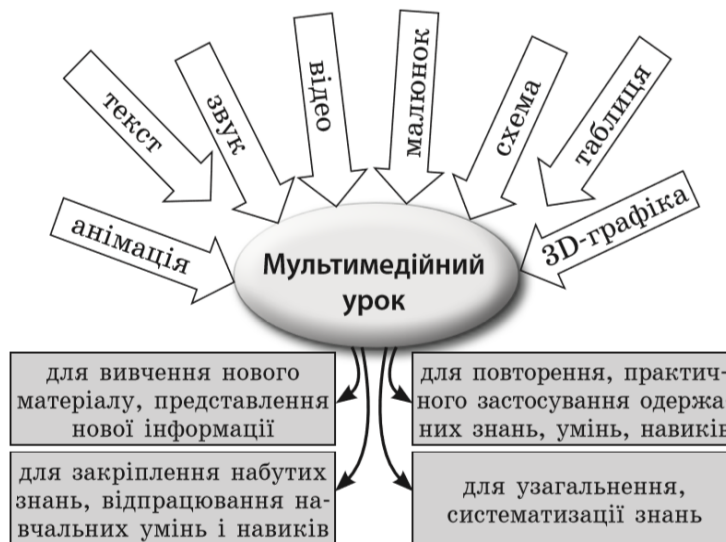 анімація
текст
звук
відео
малюнок
схема
таблиця
3D-графіка
Мультимедійний
урок
для вивчення нового
матеріалу, представлення
нової інформації
для повторення, практич-
ного застосування одержа-
них знань, умінь, навиків
для закріплення набутих
знань, відпрацювання на-
вчальних умінь і навиків
для узагальнення,
систематизації знань